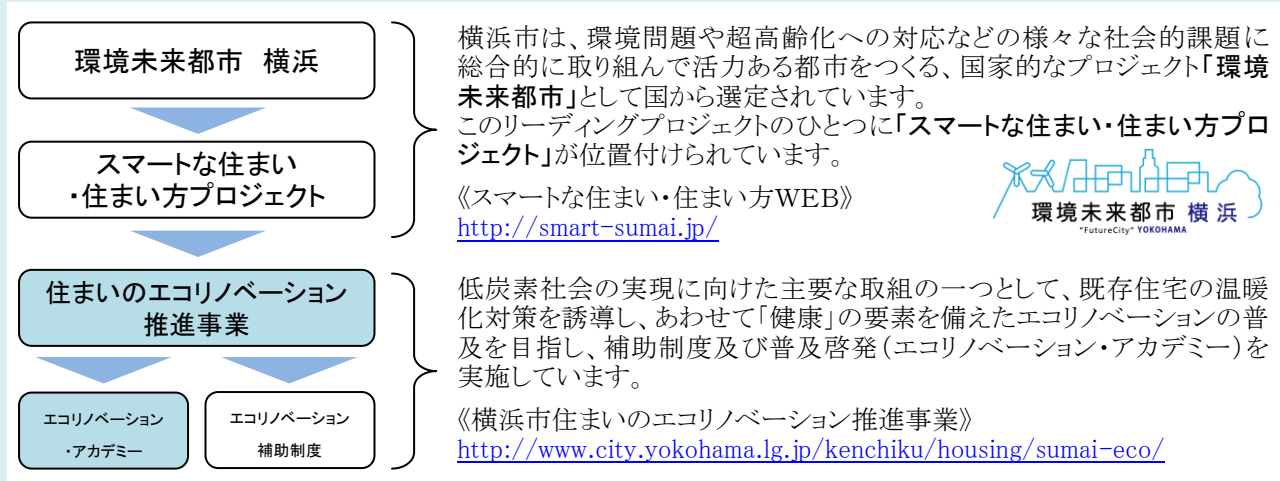 環境未来都市 横浜
スマートな住まい
・住まい方プロジェクト
横浜市は、環境問題や超高齢化への対応などの様々な社会的課題に
総合的に取り組んで活力ある都市をつくる、国家的なプロジェクト「環境
未来都市」として国から選定されています。
このリーディングプロジェクトのひとつに「スマートな住まい・住まい方プロ
ジェクト」が位置付けられています。
《スマートな住まい・住まい方WEB》
http://smart-sumai.jp/
環境未来都市 横浜
"FutureCity" YOKOHAMA
住まいのエコリノベーション
推進事業
エコリノベーション
・アカデミー
エコリノベーション
補助制度
低炭素社会の実現に向けた主要な取組の一つとして、既存住宅の温暖
化対策を誘導し、あわせて「健康」の要素を備えたエコリノベーションの普
及を目指し、補助制度及び普及啓発(エコリノベーション・アカデミー)を
実施しています。
《横浜市住まいのエコリノベーション推進事業》
http://www.city.yokohama.lg.jp/kenchiku/housing/sumai-eco/